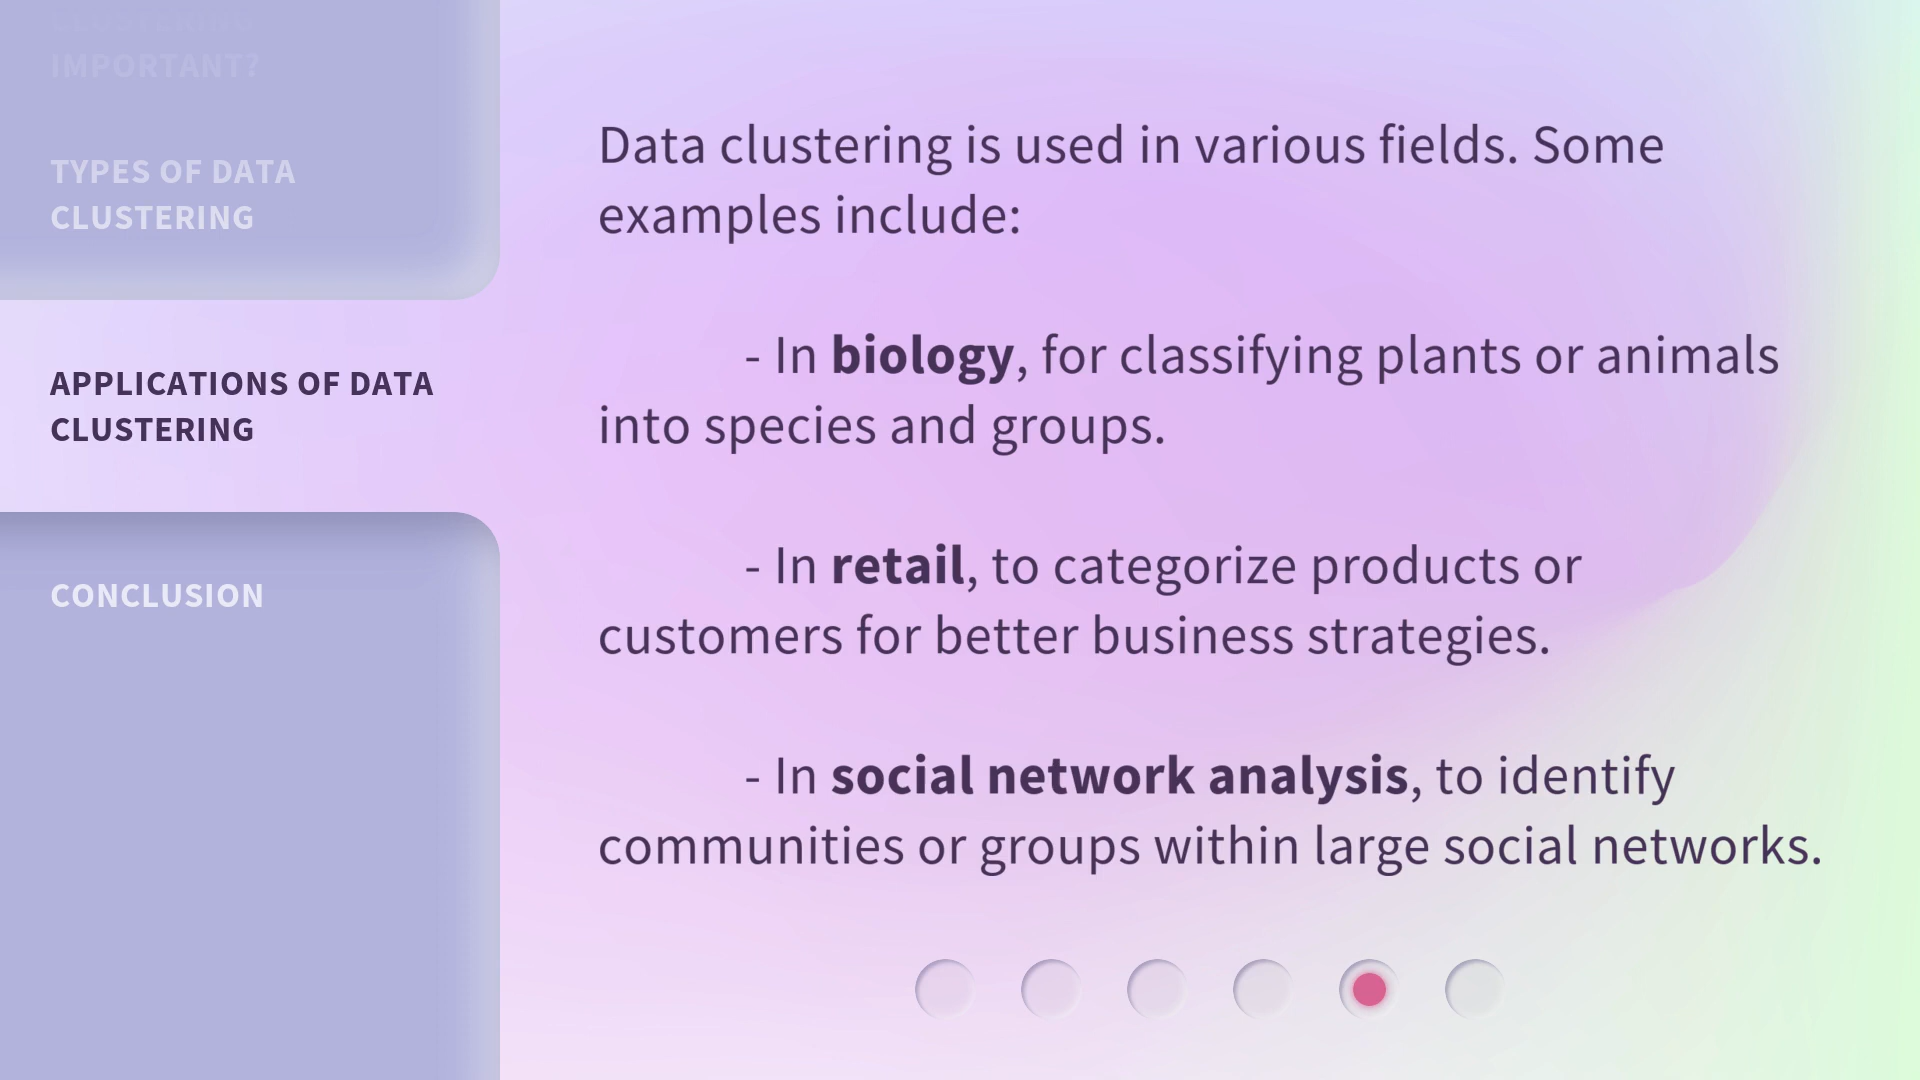 CLUSTERING
IMPORTANT?
TYPES OF DATA
CLUSTERING
APPLICATIONS OF DATA
CLUSTERING
CONCLUSION
Data clustering is used in various fields. Some
examples include:
- In biology, for classifying plants or animals
into species and groups.
- In retail, to categorize products or
customers for better business strategies.
- In social network analysis, to identify
communities or groups within large social networks.